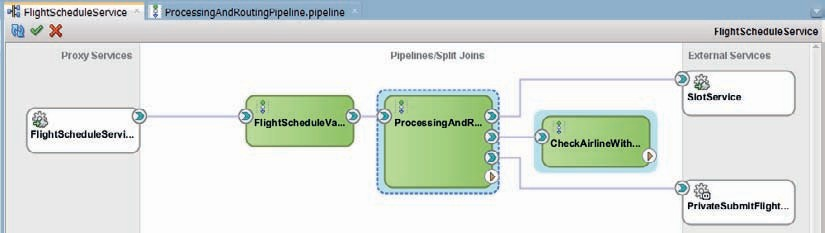 FlightScheduleService
ProcessingAndRoutingPipeline.pipeline
FlightScheduleService
Proxy Services
Pipelines/Split Joins
External Services
FlightScheduleServi...
FlightScheduleVa...
ProcessingAndR...
SlotService
CheckAirlineWith...
PrivateSubmitFlight...